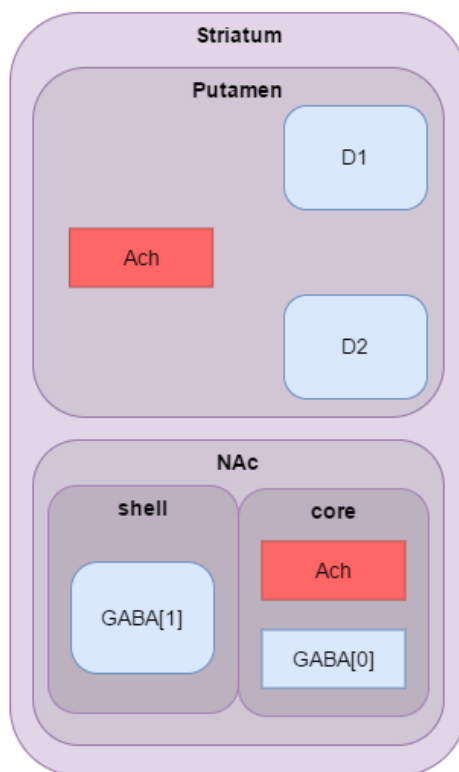 Striatum
Putamen
D1
Ach
D2
NAc
shell
core
Ach
GABA[1]
GABA[0]